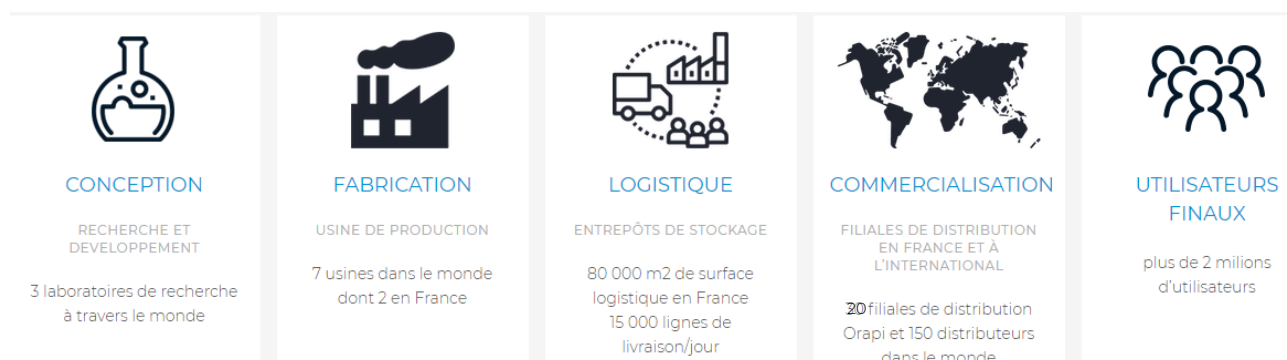 CONCEPTION
RECHERCHE ET
DEVELOPPEMENT
3 laboratoires de recherche
à travers le monde
FABRICATION
USINE DE PRODUCTION
7 usines dans le monde
dont 2 en France
LOGISTIQUE
ENTREPÔTS DE STOCKAGE
80 000 m2 de surface
logistique en France
15 000 lignes de
livraison/jour
COMMERCIALISATION
FILIALES DE DISTRIBUTION
EN FRANCE ET À
L'INTERNATIONAL
filiales de distribution
Orapi et 150 distributeurs
dans le monde
UTILISATEURS
FINAUX
plus de 2 milions
d'utilisateurs